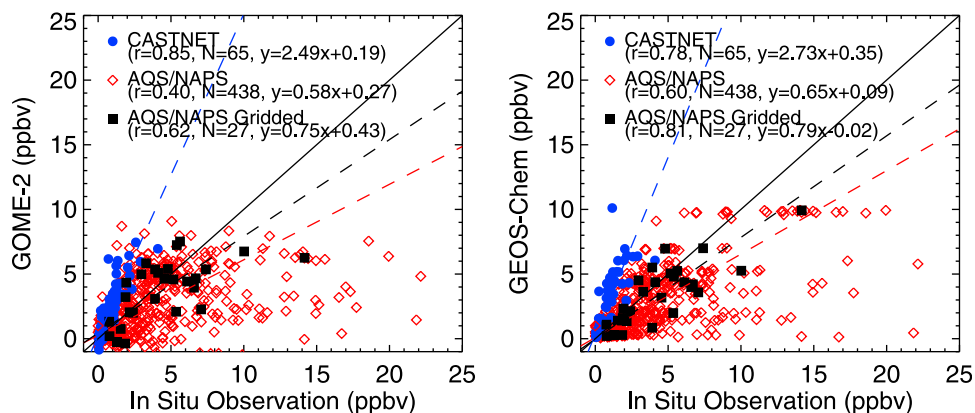 25
20
15
10
5
0
GOME-2 (ppbv)
CASTNET
(r=0.85, N=65, y=2.49x+0.19)
AQS/NAPS
(r=0.40, N=438, y=0.58x+0.27)
AQS/NAPS Gridded
(r=0.62, N=27, y=0.75x+0.43)
0 5 10 15 20 25
In Situ Observation (ppbv)
25
20
15
10
5
0
GEOS-Chem (ppbv)
CASTNET
(r=0.78, N=65, y=2.73x+0.35)
AQS/NAPS
(r=0.60, N=438, y=0.65x+0.09)
AQS/NAPS Gridded
(r=0.81, N=27, y=0.79x-0.02)
0 5 10 15 20 25
In Situ Observation (ppbv)